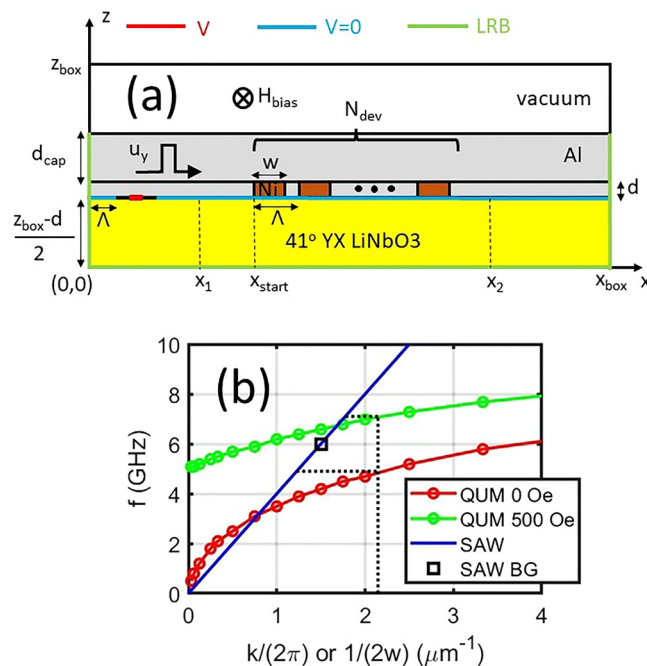 z V V=0 LRB
z_box
(a) H_bias N_dev vacuum
d_cap u_y w Al
Ni d
Λ Λ
z_box-d
2
41° YX LiNbO3
(0,0) x_1 x_start x_2 x_box x
(b)
10
8
6
4
2
0
f (GHz)
QUM 0 Oe
QUM 500 Oe
SAW
SAW BG
0 1 2 3 4
k/(2π) or 1/(2w) (μm⁻¹)